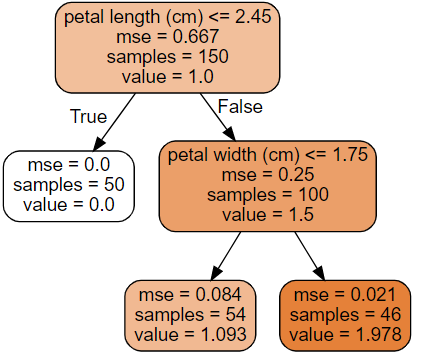 petal length (cm) <= 2.45
mse = 0.667
samples = 150
value = 1.0
True
False
mse = 0.0
samples = 50
value = 0.0
petal width (cm) <= 1.75
mse = 0.25
samples = 100
value = 1.5
mse = 0.084
samples = 54
value = 1.093
mse = 0.021
samples = 46
value = 1.978